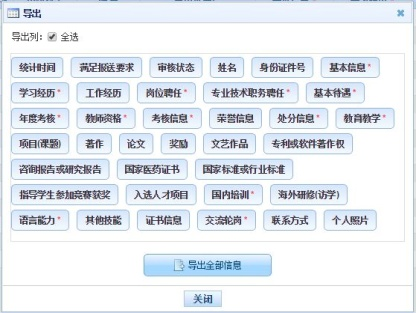 导出
导出列： 全选
统计时间 满足报送要求 审核状态 姓名 身份证件号 基本信息*
学习经历* 工作经历 岗位聘任* 专业技术职务聘任* 基本待遇*
年度考核* 教师资格* 考核信息* 荣誉信息 处分信息* 教育教学*
项目(课题) 著作 论文 奖励 文艺作品 专利或软件著作权
咨询报告或研究报告 国家医药证书 国家标准或行业标准
指导学生参加竞赛获奖 入选人才项目 国内培训* 海外研修(访学)
语言能力* 其他技能 证书信息 交流轮岗* 联系方式 个人照片
导出全部信息
关闭